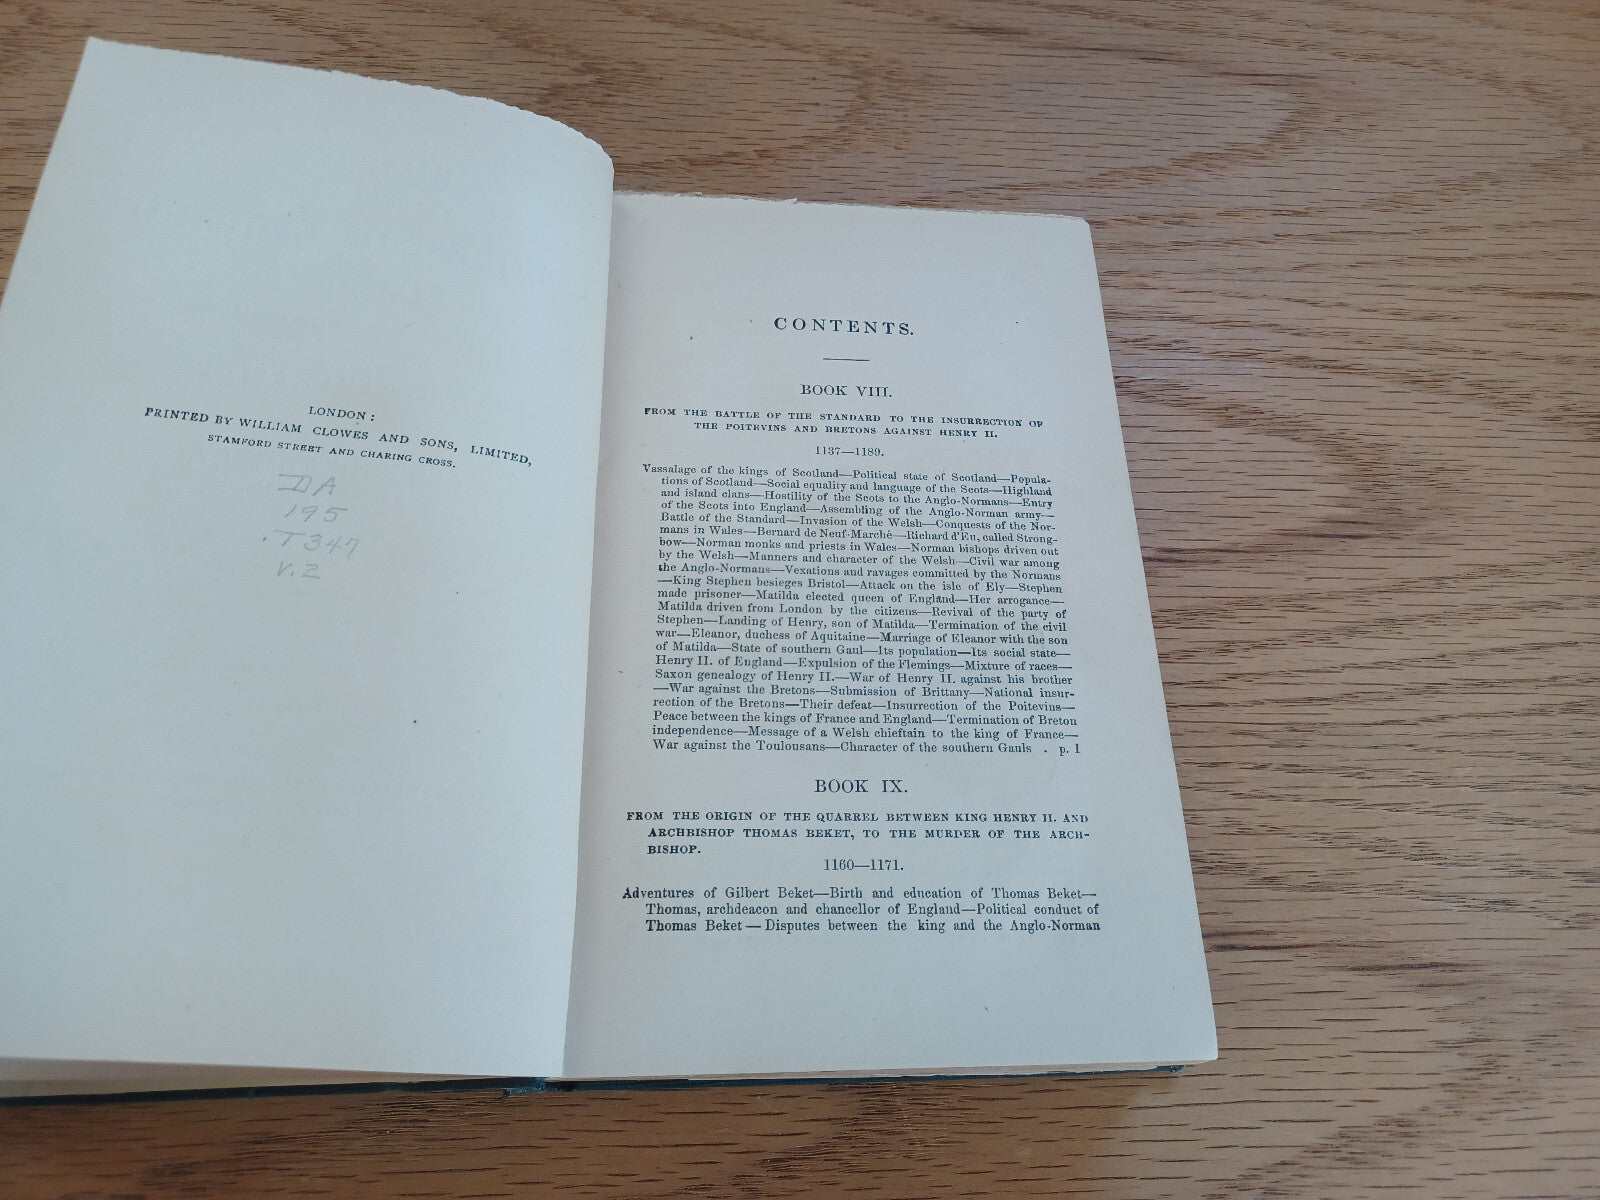 LONDON:
PRINTED BY WILLIAM CLOWES AND SONS, LIMITED,
STAMFORD STREET AND CHARING CROSS.
DA
195
.T347
v.2
CONTENTS.
BOOK VIII.
FROM THE BATTLE OF THE STANDARD TO THE INSURRECTION OF
THE POITEVINS AND BRETONS AGAINST HENRY II.
1137—1189.
Vassalage of the kings of Scotland—Political state of Scotland—Popula-
tions of Scotland—Social equality and language of the Scots—Highland
and island clans—Hostility of the Scots to the Anglo-Normans—Entry
of the Scots into England—Assembling of the Anglo-Norman army—
Battle of the Standard—Invasion of the Welsh—Conquests of the Nor-
mans in Wales—Bernard de Neuf-Marché—Richard d'Eu, called Strong-
bow—Norman monks and priests in Wales—Norman bishops driven out
by the Welsh—Manners and character of the Welsh—Civil war among
the Anglo-Normans—Vexations and ravages committed by the Normans
—King Stephen besieges Bristol—Attack on the isle of Ely—Stephen
made prisoner—Matilda elected queen of England—Her arrogance—
Matilda driven from London by the citizens—Revival of the party of
Stephen—Landing of Henry, son of Matilda—Termination of the civil
war—Eleanor, duchess of Aquitaine—Marriage of Eleanor with the son
of Matilda—State of southern Gaul—Its population—Its social state—
Henry II. of England—Expulsion of the Flemings—Mixture of races—
Saxon genealogy of Henry II.—War of Henry II. against his brother
—War against the Bretons—Submission of Brittany—National insur-
rection of the Bretons—Their defeat—Insurrection of the Poitevins—
Peace between the kings of France and England—Termination of Breton
independence—Message of a Welsh chieftain to the king of France—
War against the Toulousans—Character of the southern Gauls . p. 1
BOOK IX.
FROM THE ORIGIN OF THE QUARREL BETWEEN KING HENRY II. AND
ARCHBISHOP THOMAS BEKET, TO THE MURDER OF THE ARCH-
BISHOP.
1160—1171.
Adventures of Gilbert Beket—Birth and education of Thomas Beket—
Thomas, archdeacon and chancellor of England—Political conduct of
Thomas Beket—Disputes between the king and the Anglo-Norman